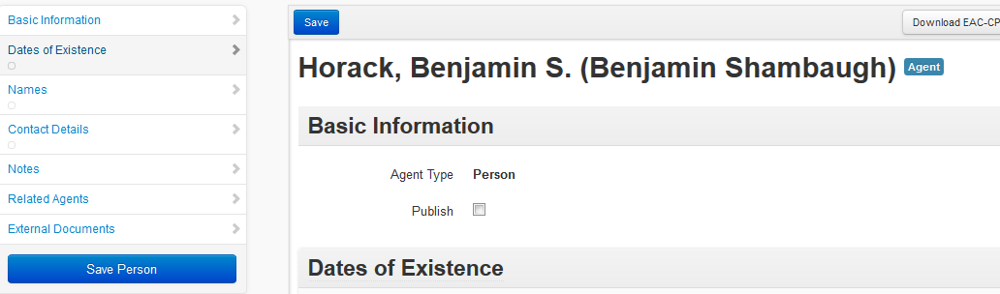 Basic Information
Dates of Existence
Names
Contact Details
Notes
Related Agents
External Documents
Save Person
Save
Download EAC-CP
Horack, Benjamin S. (Benjamin Shambaugh) Agent
Basic Information
Agent Type Person
Publish
Dates of Existence